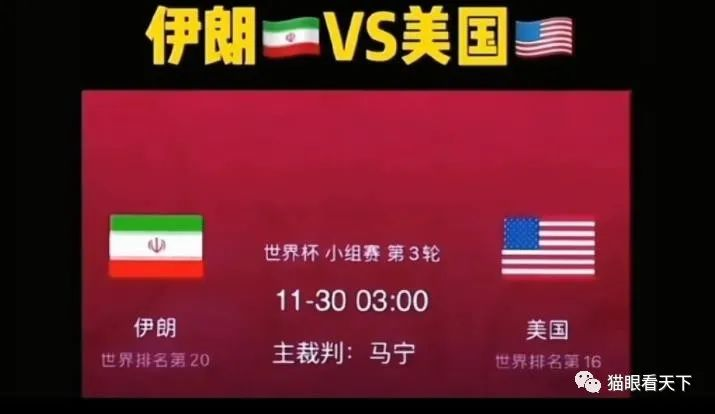 伊朗🇮🇷VS美国🇺🇸
世界杯 小组赛 第3轮
11-30 03:00
伊朗
美国
主裁判：马宁
世界排名第20
世界排名第16
猫眼看天下